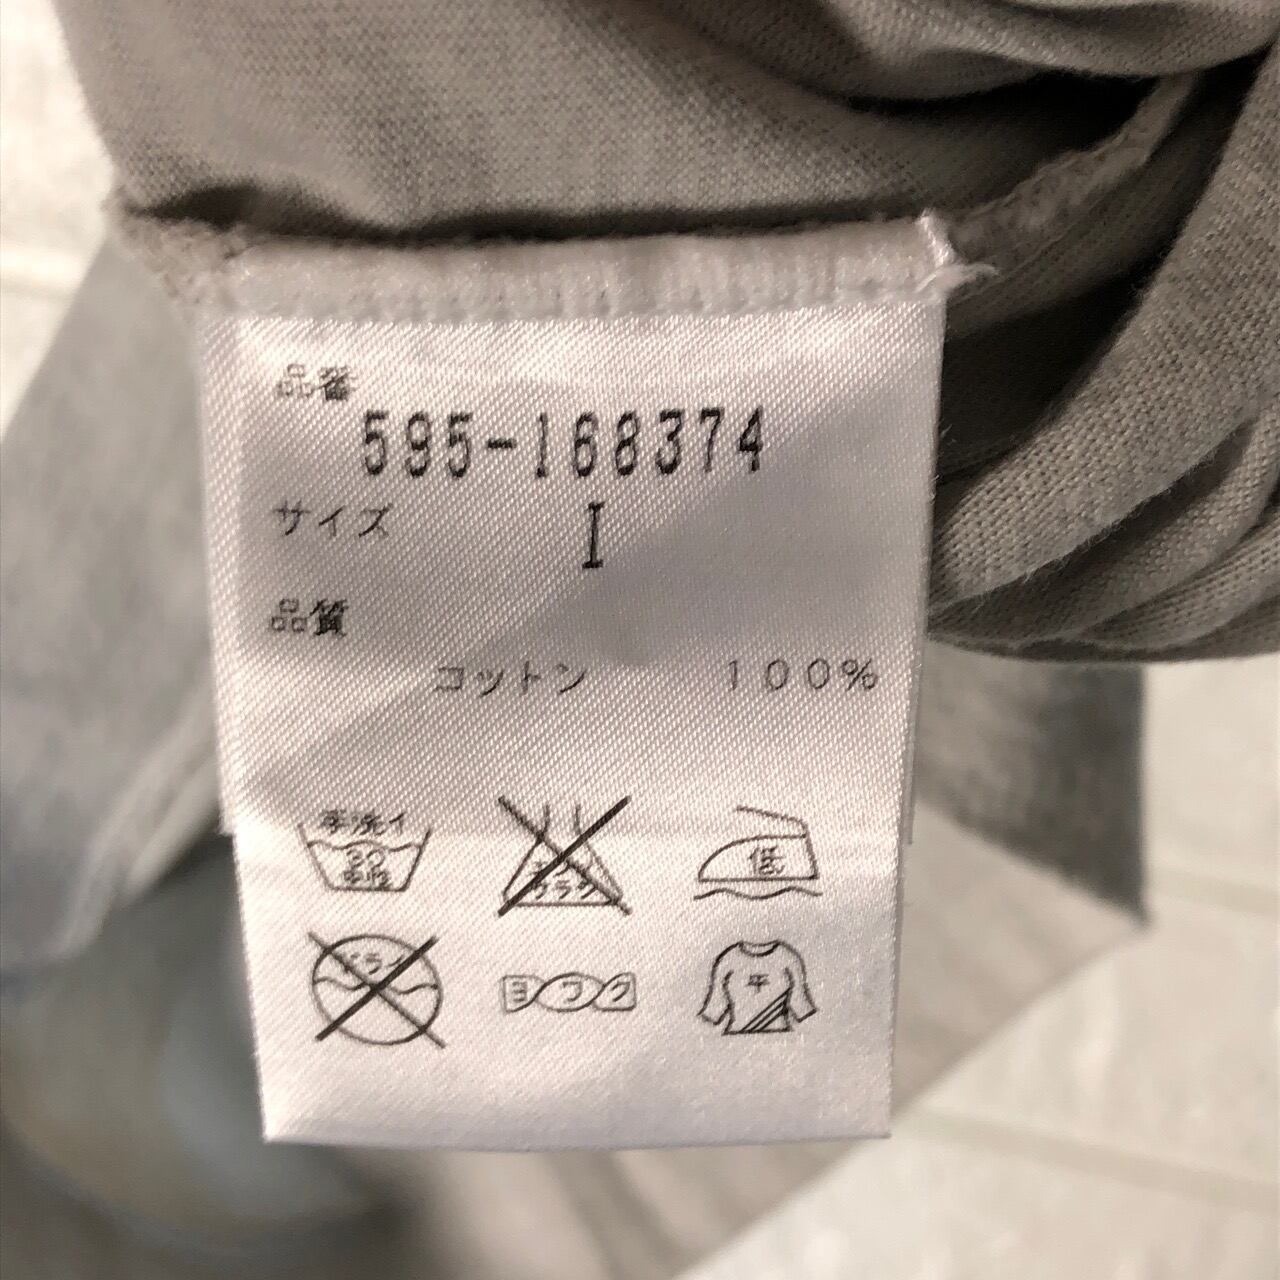 品番
595-168374
サイズ I
品質
コットン 100%
手洗イ
30
中性
エンソ
サラシ
低
ドライ
ヨワク
平